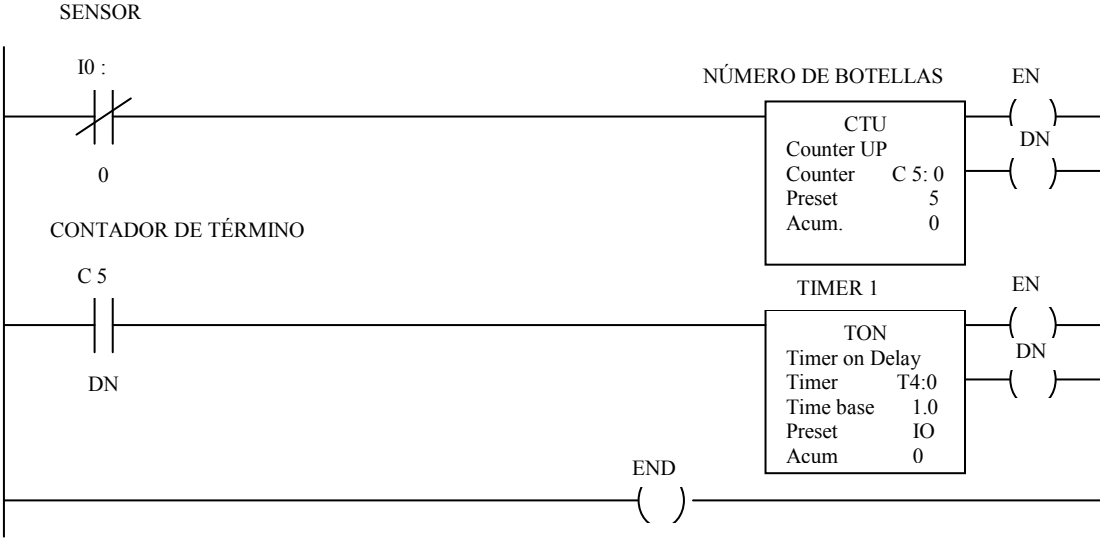 SENSOR
I0 :
0
NÚMERO DE BOTELLAS
EN
CTU
DN
Counter UP
Counter C 5: 0
Preset 5
Acum. 0
CONTADOR DE TÉRMINO
C 5
DN
TIMER 1
EN
TON
DN
Timer on Delay
Timer T4:0
Time base 1.0
Preset IO
Acum 0
END